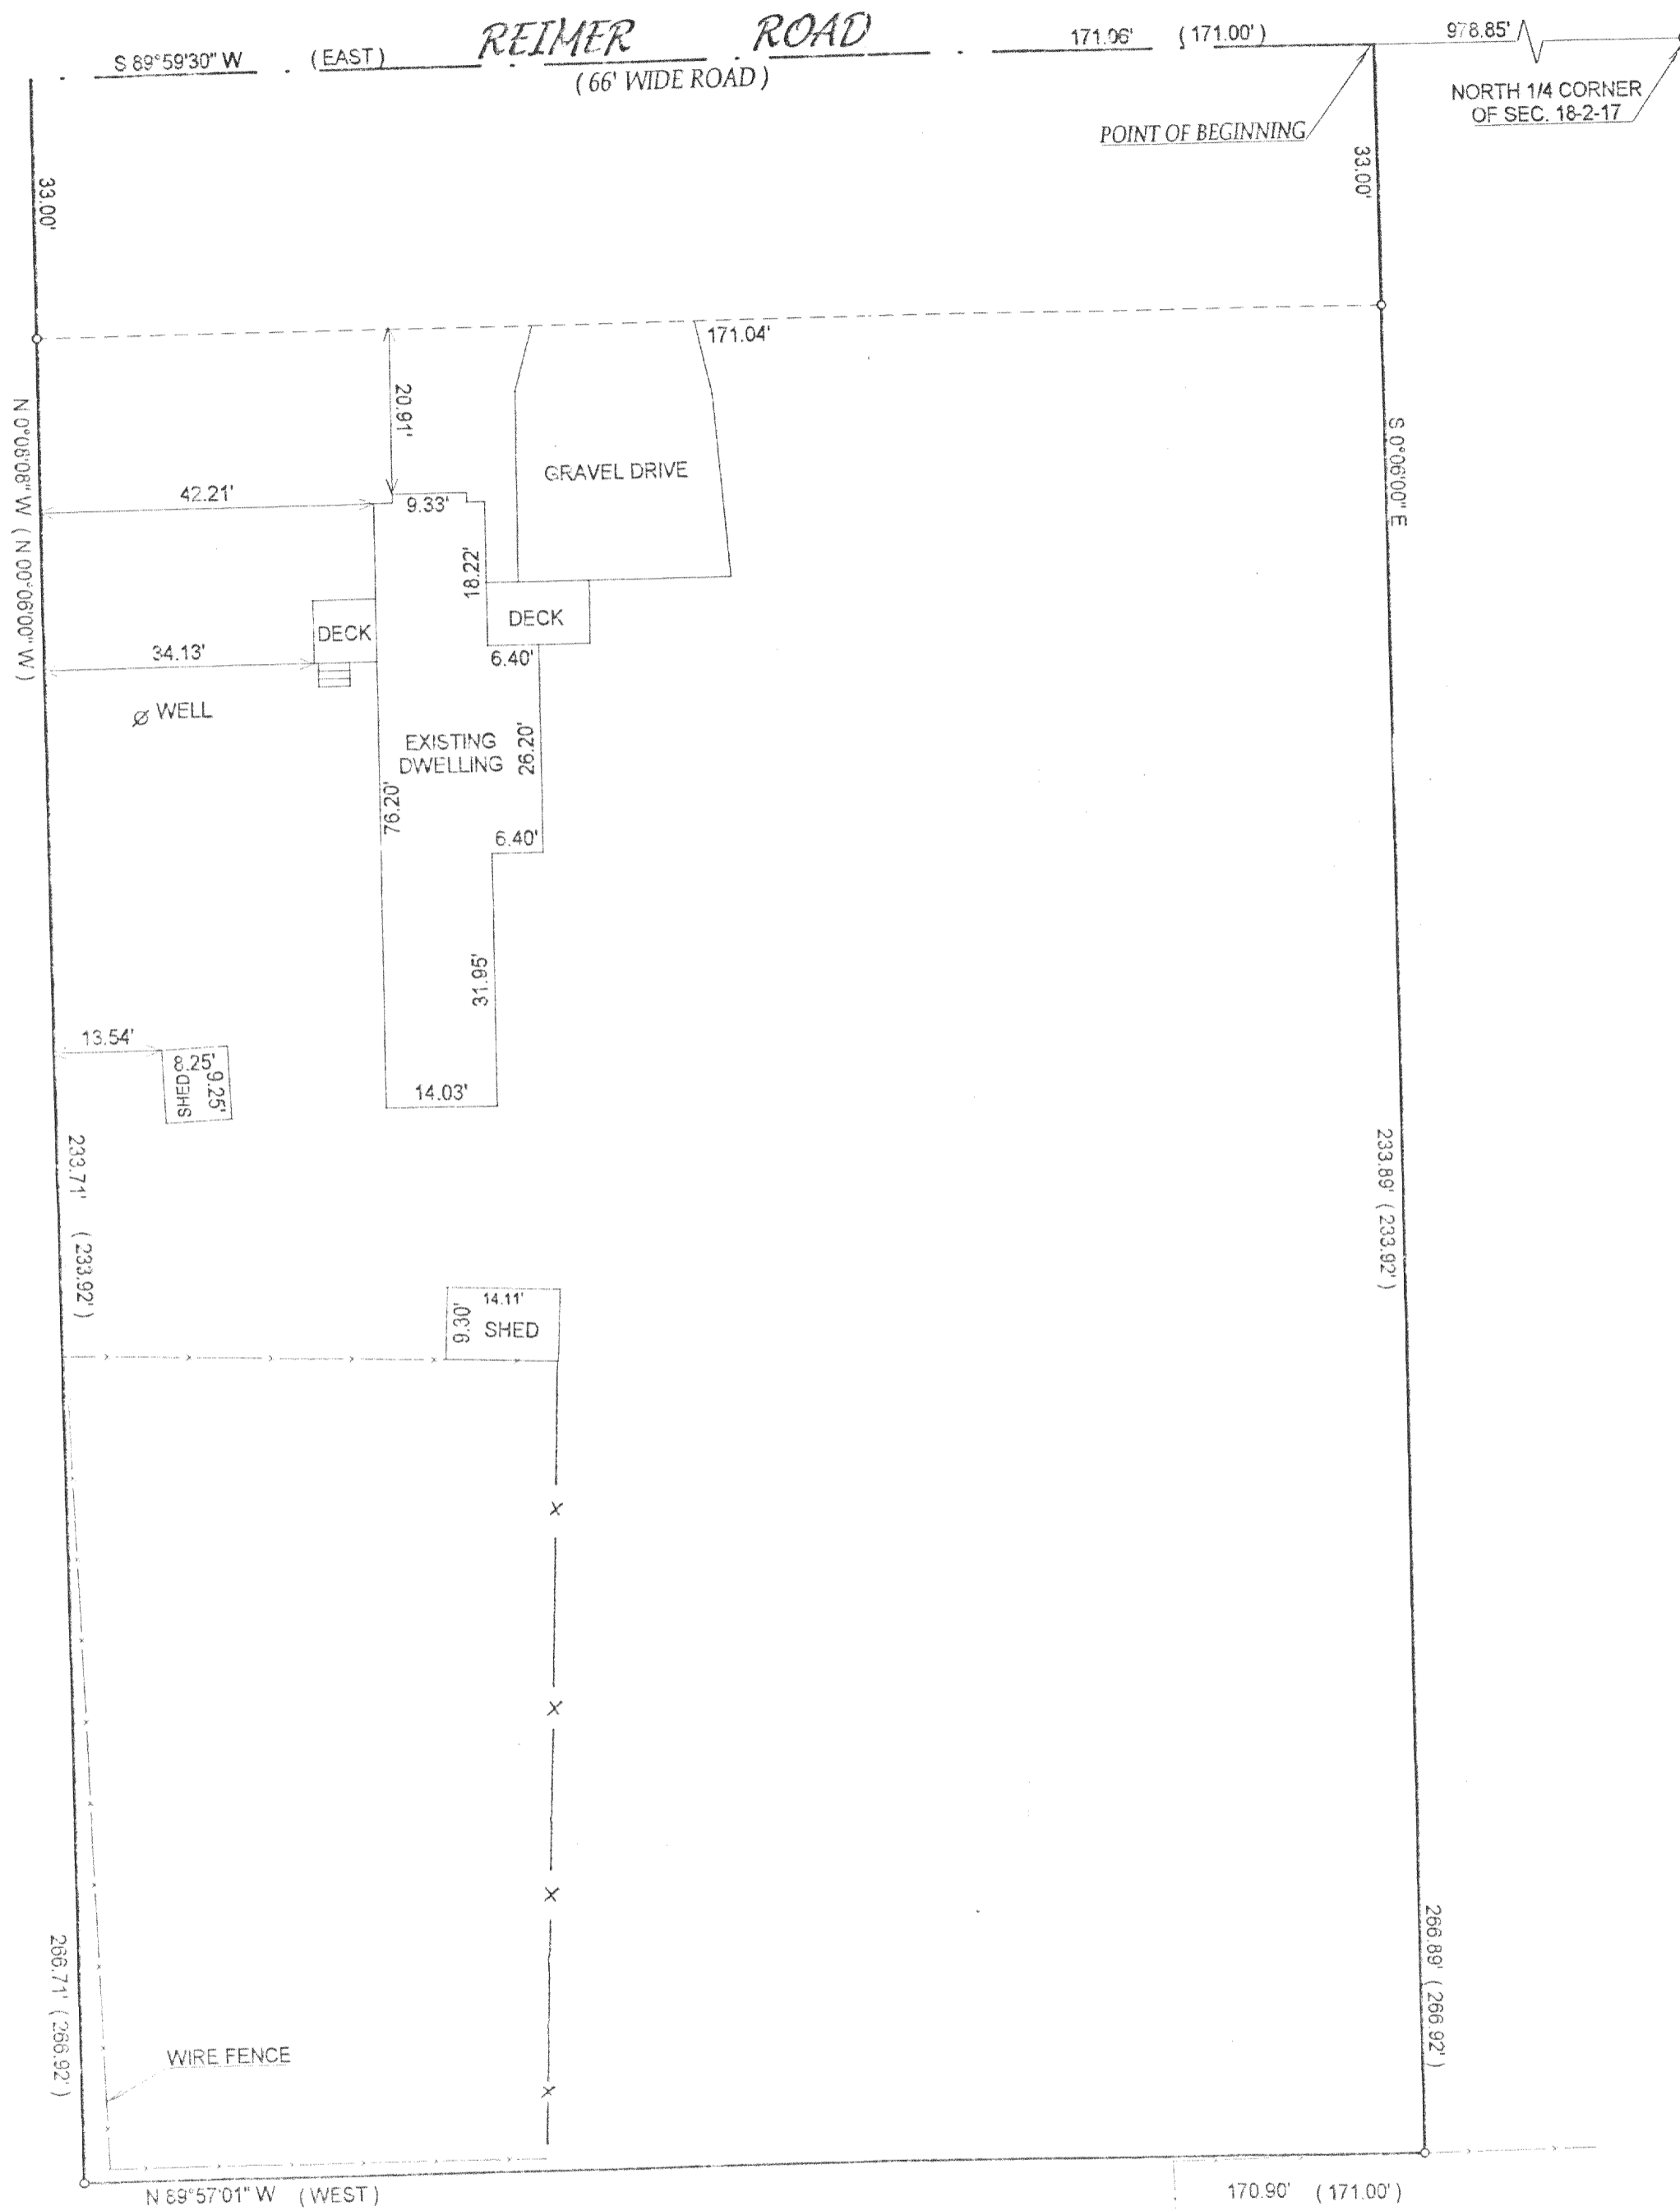 REIMER ROAD
S 89°59'30" W (EAST)
( 66' WIDE ROAD )
171.06' (171.00')
978.85'
NORTH 1/4 CORNER
OF SEC. 18-2-17
POINT OF BEGINNING
33.00'
33.00'
171.04'
20.91'
N 0°08'08" W ( N 00°06'00" W )
S 0°06'00" E
GRAVEL DRIVE
42.21'
9.33'
18.22'
DECK
DECK
34.13'
6.40'
WELL
EXISTING
DWELLING
26.20'
76.20'
6.40'
31.95'
13.54'
8.25'
SHED
9.25'
14.03'
233.71' ( 233.92' )
233.89' ( 233.92' )
14.11'
9.30'
SHED
266.71' ( 266.92' )
266.89' ( 266.92' )
WIRE FENCE
N 89°57'01" W ( WEST )
170.90' ( 171.00' )